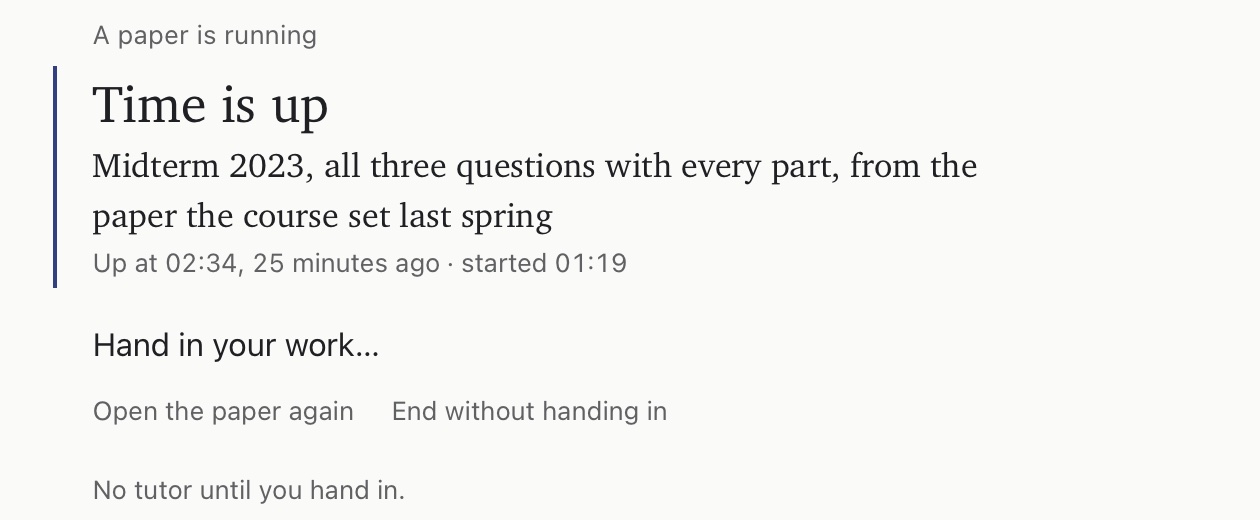 A paper is running
Time is up
Midterm 2023, all three questions with every part, from the
paper the course set last spring
Up at 02:34, 25 minutes ago · started 01:19
Hand in your work...
Open the paper again End without handing in
No tutor until you hand in.